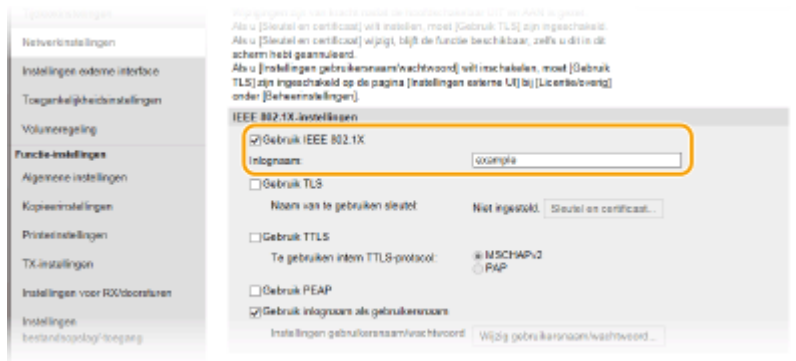 Netwerkinstellingen
Instellingen externe interface
Toegankelijkheidsinstellingen
Volumeregeling
Functie-instellingen
Algemene instellingen
Kopieerinstellingen
Printerinstellingen
TX-instellingen
Instellingen voor RX/doorsturen
Instellingen
bestandsopslag/-toegang
Als u [Sleutel en certificaat] wilt instellen, moet [Gebruik TLS] zijn ingeschakeld.
Als u [Sleutel en certificaat] wijzigt, blijft de functie beschikbaar, zelfs u dit in dit
scherm hebt geannuleerd.
Als u [Instellingen gebruikersnaam/wachtwoord] wilt inschakelen, moet [Gebruik
TLS] zijn ingeschakeld op de pagina [Instellingen externe UI] bij [Licentie/overig]
onder [Beheerinstellingen].
IEEE 802.1X-instellingen
Gebruik IEEE 802.1X
Inlognaam: example
Gebruik TLS
Naam van te gebruiken sleutel: Niet ingesteld. Sleutel en certificaat...
Gebruik TTLS
Te gebruiken intern TTLS-protocol: MSCHAPv2
PAP
Gebruik PEAP
Gebruik inlognaam als gebruikersnaam
Instellingen gebruikersnaam/wachtwoord: Wijzig gebruikersnaam/wachtwoord...